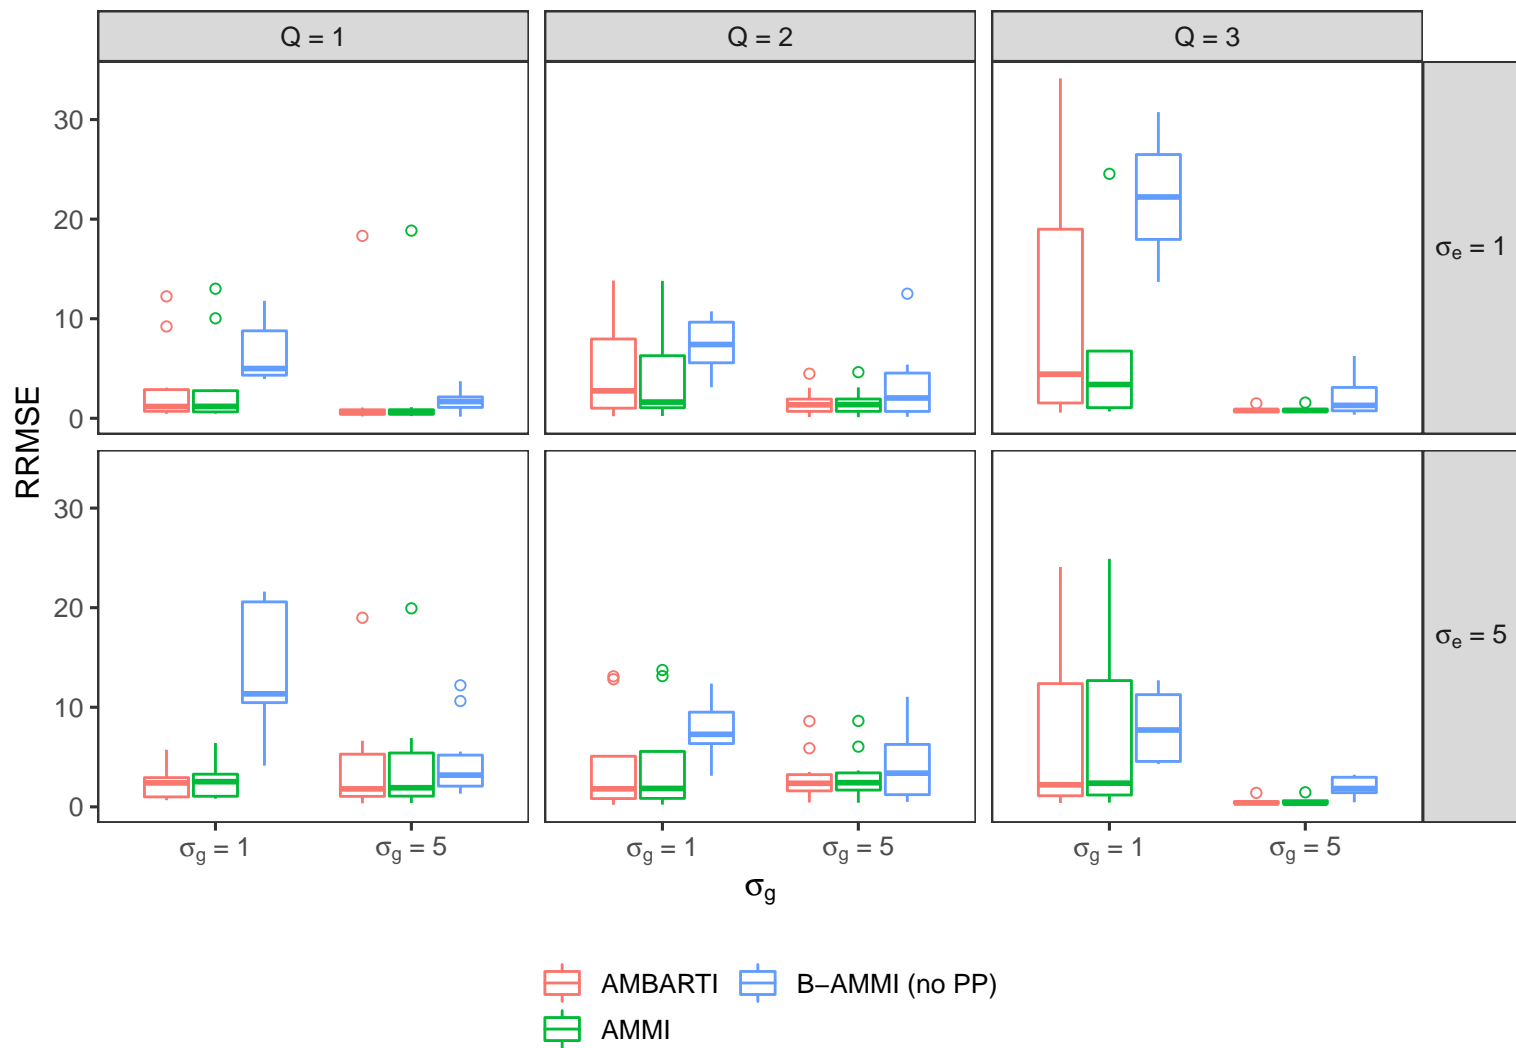 Q = 1
Q = 2
Q = 3
30
20
10
0
σe = 1
RRMSE
30
20
10
0
σe = 5
σg = 1
σg = 5
σg = 1
σg = 5
σg = 1
σg = 5
σg
AMBARTI
B−AMMI (no PP)
AMMI